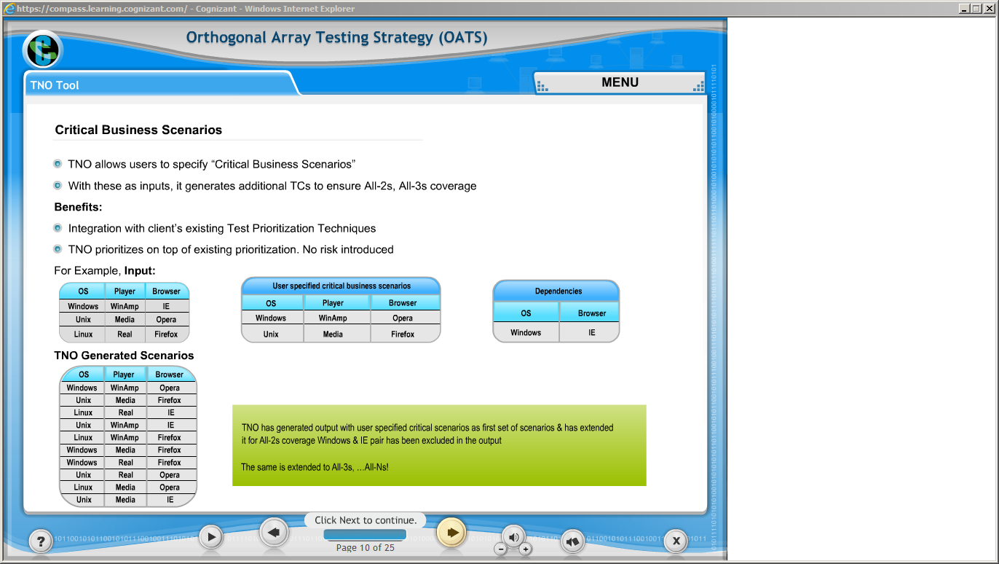 https://compass.learning.cognizant.com/ - Cognizant - Windows Internet Explorer
Orthogonal Array Testing Strategy (OATS)
TNO Tool
MENU
Critical Business Scenarios
TNO allows users to specify “Critical Business Scenarios”
With these as inputs, it generates additional TCs to ensure All-2s, All-3s coverage
Benefits:
Integration with client’s existing Test Prioritization Techniques
TNO prioritizes on top of existing prioritization. No risk introduced
For Example, Input:
OS Player Browser
Windows WinAmp IE
Unix Media Opera
Linux Real Firefox
User specified critical business scenarios
OS Player Browser
Windows WinAmp Opera
Unix Media Firefox
Dependencies
OS Browser
Windows IE
TNO Generated Scenarios
OS Player Browser
Windows WinAmp Opera
Unix Media Firefox
Linux Real IE
Unix WinAmp IE
Linux WinAmp Firefox
Windows Media Firefox
Windows Real Firefox
Unix Real Opera
Linux Media Opera
Unix Media IE
TNO has generated output with user specified critical scenarios as first set of scenarios & has extended
it for All-2s coverage Windows & IE pair has been excluded in the output
The same is extended to All-3s, …All-Ns!
Click Next to continue.
Page 10 of 25